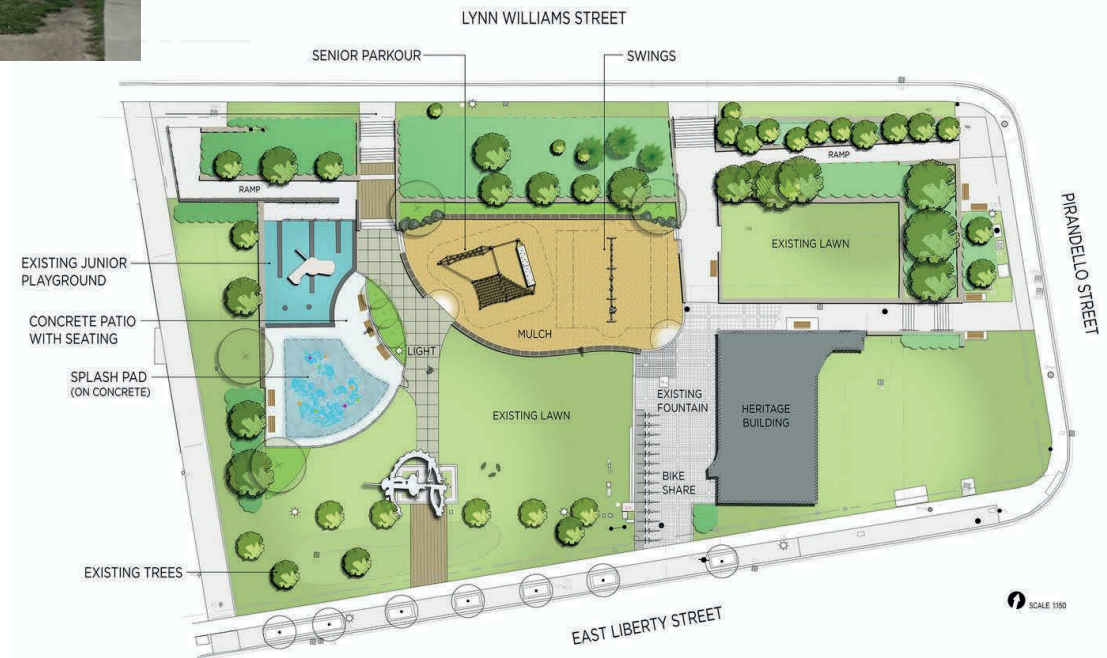 LYNN WILLIAMS STREET
SENIOR PARKOUR
SWINGS
RAMP
RAMP
PIRANDELLO STREET
EXISTING LAWN
EXISTING JUNIOR
PLAYGROUND
CONCRETE PATIO
WITH SEATING
MULCH
LIGHT
SPLASH PAD
(ON CONCRETE)
EXISTING
FOUNTAIN
HERITAGE
BUILDING
EXISTING LAWN
BIKE
SHARE
EXISTING TREES
EAST LIBERTY STREET
SCALE 1:150